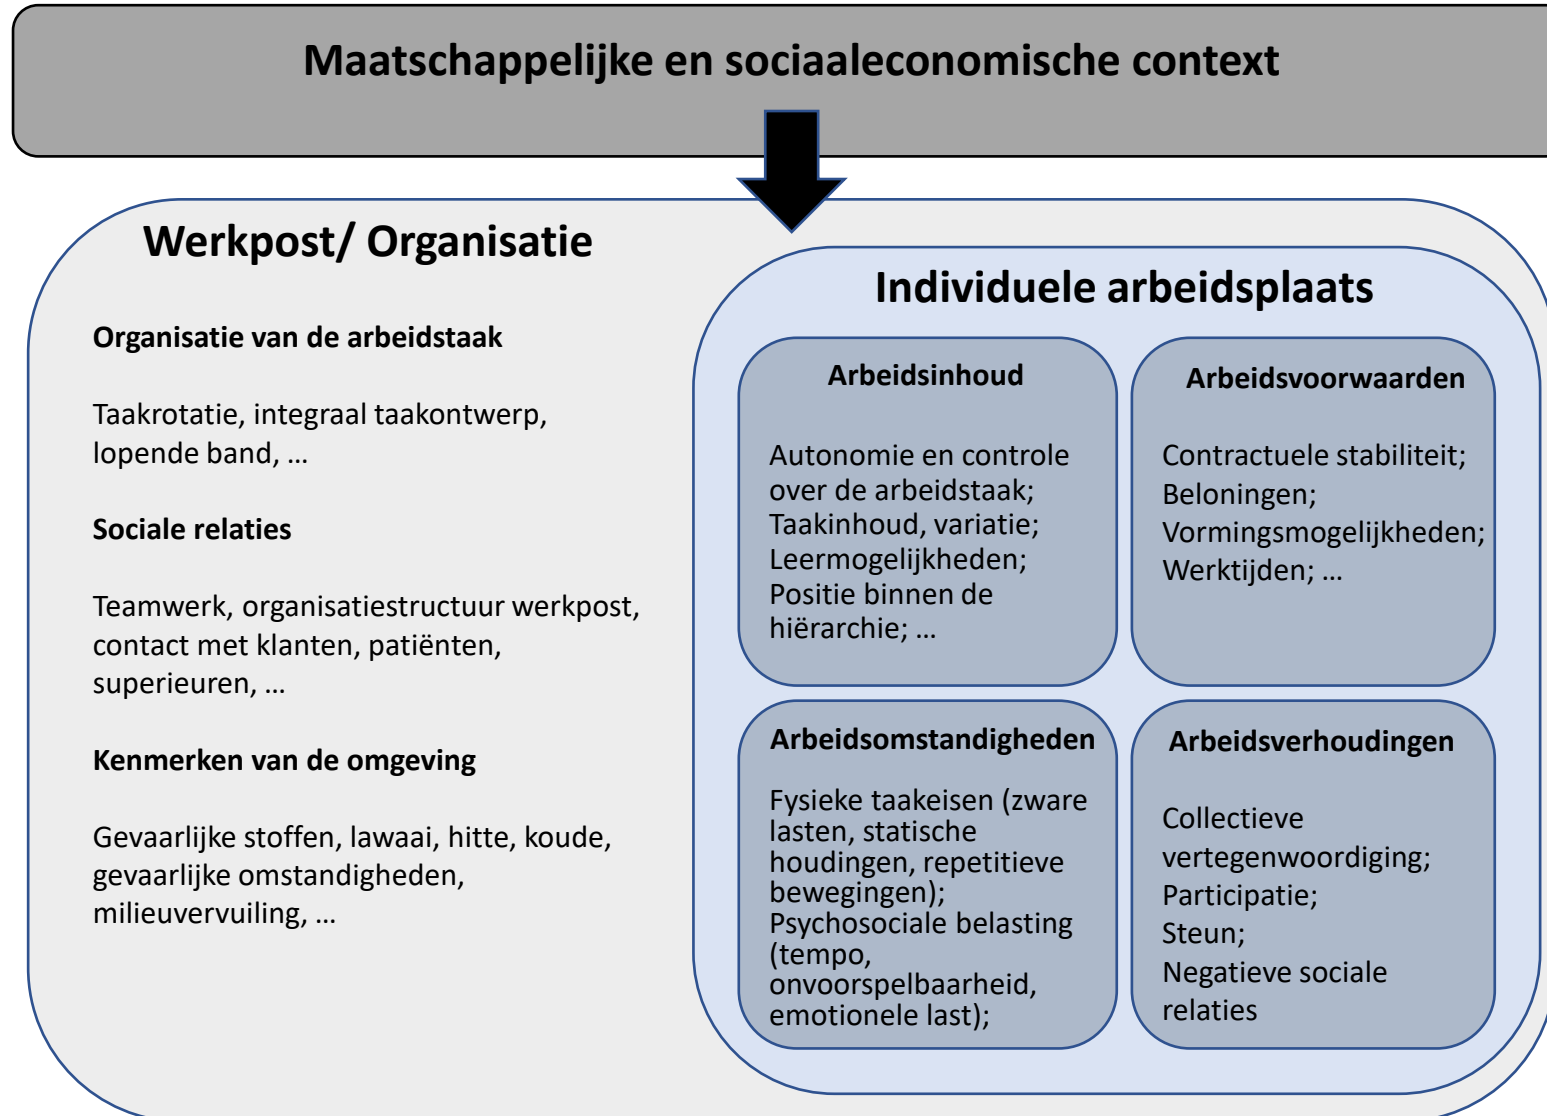 Maatschappelijke en sociaaleconomische context
Werkpost/ Organisatie
Organisatie van de arbeidstaak
Taakrotatie, integraal taakontwerp,
lopende band, ...
Sociale relaties
Teamwerk, organisatiestructuur werkpost,
contact met klanten, patiënten,
superieuren, ...
Kenmerken van de omgeving
Gevaarlijke stoffen, lawaai, hitte, koude,
gevaarlijke omstandigheden,
milieuvervuiling, ...
Individuele arbeidsplaats
Arbeidsinhoud
Autonomie en controle
over de arbeidstaak;
Taakinhoud, variatie;
Leermogelijkheden;
Positie binnen de
hiërarchie; ...
Arbeidsvoorwaarden
Contractuele stabiliteit;
Beloningen;
Vormingsmogelijkheden;
Werktijden; ...
Arbeidsomstandigheden
Fysieke taakeisen (zware
lasten, statische
houdingen, repetitieve
bewegingen);
Psychosociale belasting
(tempo,
onvoorspelbaarheid,
emotionele last);
Arbeidsverhoudingen
Collectieve
vertegenwoordiging;
Participatie;
Steun;
Negatieve sociale
relaties